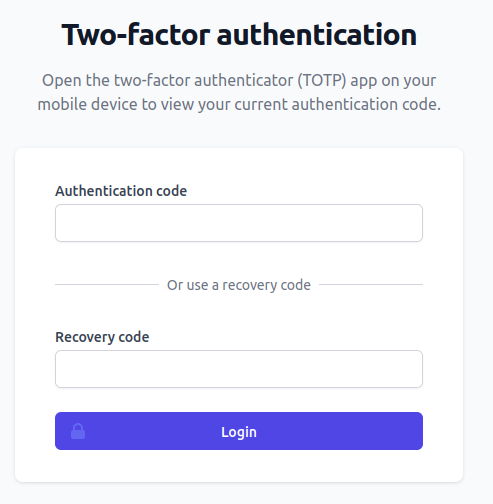 Two-factor authentication
Open the two-factor authenticator (TOTP) app on your
mobile device to view your current authentication code.
Authentication code
Or use a recovery code
Recovery code
Login